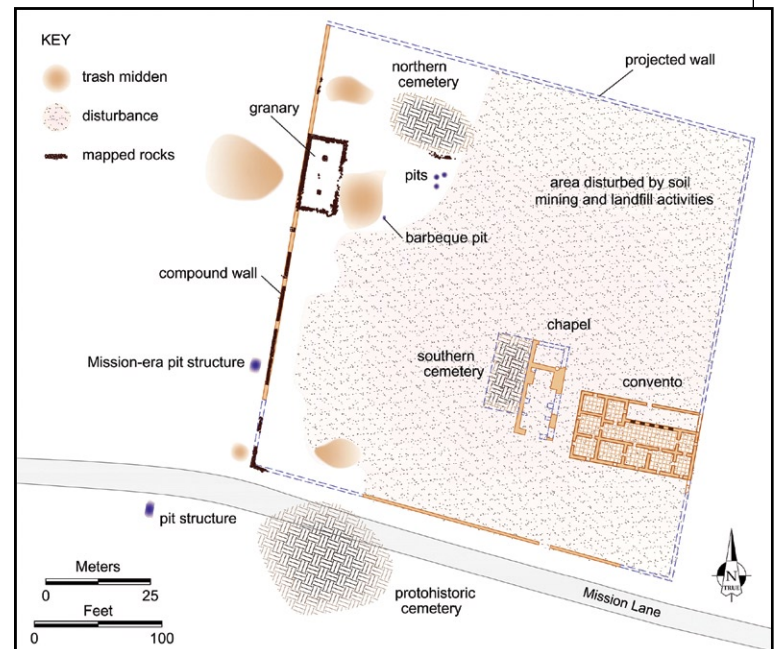 KEY
trash midden
disturbance
mapped rocks
northern
cemetery
projected wall
granary
pits
area disturbed by soil
mining and landfill activities
barbeque pit
compound wall
chapel
Mission-era pit structure
southern
cemetery
convento
pit structure
protohistoric
cemetery
Mission Lane
Meters
0 25
Feet
0 100
N
TRUE